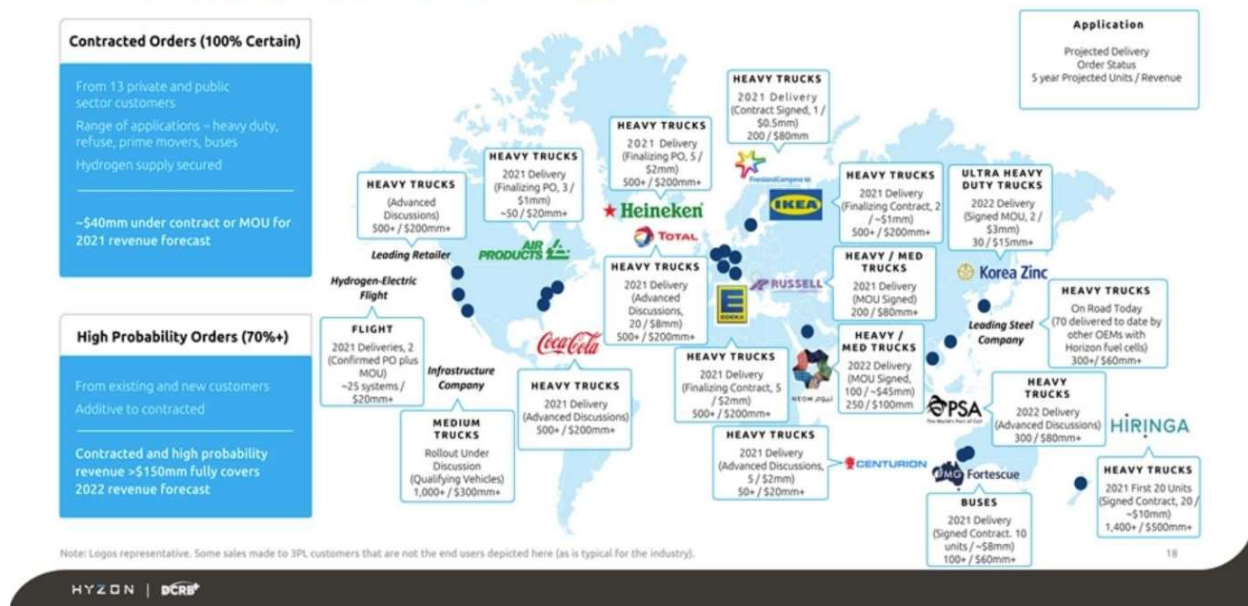 Contracted Orders (100% Certain)
From 13 private and public
sector customers
Range of applications – heavy duty,
refuse, prime movers, buses
Hydrogen supply secured
~$40mm under contract or MOU for
2021 revenue forecast
High Probability Orders (70%+)
From existing and new customers
Additive to contracted
Contracted and high probability
revenue >$150mm fully covers
2022 revenue forecast
Application
Projected Delivery
Order Status
5 year Projected Units / Revenue
HEAVY TRUCKS
(Advanced
Discussions)
500+ / $200mm+
Leading Retailer
HEAVY TRUCKS
2021 Delivery
(Finalizing PO, 3 /
$1mm)
~50 / $20mm+
AIR
PRODUCTS
HEAVY TRUCKS
2021 Delivery
(Finalizing PO, 5 /
$2mm)
500+ / $200mm+
Heineken
HEAVY TRUCKS
2021 Delivery
(Contract Signed, 1 /
$0.5mm)
200 / $80mm
FrieslandCampina
HEAVY TRUCKS
2021 Delivery
(Finalizing Contract, 2
/ ~$1mm)
500+ / $200mm+
IKEA
ULTRA HEAVY
DUTY TRUCKS
2022 Delivery
(Signed MOU, 2 /
$3mm)
30 / $15mm+
Korea Zinc
TOTAL
HEAVY TRUCKS
2021 Delivery
(Advanced
Discussions,
20 / $8mm)
500+ / $200mm+
HEAVY / MED
TRUCKS
2021 Delivery
(MOU Signed)
200 / $80mm+
RUSSELL
E
EDEKA
HEAVY TRUCKS
2021 Delivery
(Finalizing Contract, 5
/ $2mm)
500+ / $200mm+
HEAVY /
MED TRUCKS
2022 Delivery
(MOU Signed,
100 / ~$45mm)
250 / $100mm
NEOM نيوم
HEAVY TRUCKS
On Road Today
(70 delivered to date by
other OEMs with
Horizon fuel cells)
300+ / $60mm+
Leading Steel
Company
Hydrogen-Electric
Flight
FLIGHT
2021 Deliveries, 2
(Confirmed PO plus
MOU)
~25 systems /
$20mm+
Infrastructure
Company
MEDIUM
TRUCKS
Rollout Under
Discussion
(Qualifying Vehicles)
1,000+ / $300mm+
Coca-Cola
HEAVY TRUCKS
2021 Delivery
(Advanced Discussions)
500+ / $200mm+
HEAVY TRUCKS
2021 Delivery
(Advanced Discussions,
5 / $2mm)
50+ / $20mm+
CENTURION
PSA
The World's Port of Call
HEAVY
TRUCKS
2022 Delivery
(Advanced Discussions)
300 / $80mm+
FMG Fortescue
BUSES
2021 Delivery
(Signed Contract. 10
units / ~$8mm)
100+ / $60mm+
HIRINGA
HEAVY TRUCKS
2021 First 20 Units
(Signed Contract, 20 /
~$10mm)
1,400+ / $500mm+
Note: Logos representative. Some sales made to 3PL customers that are not the end users depicted here (as is typical for the industry).
18
HYZON | DCRB+